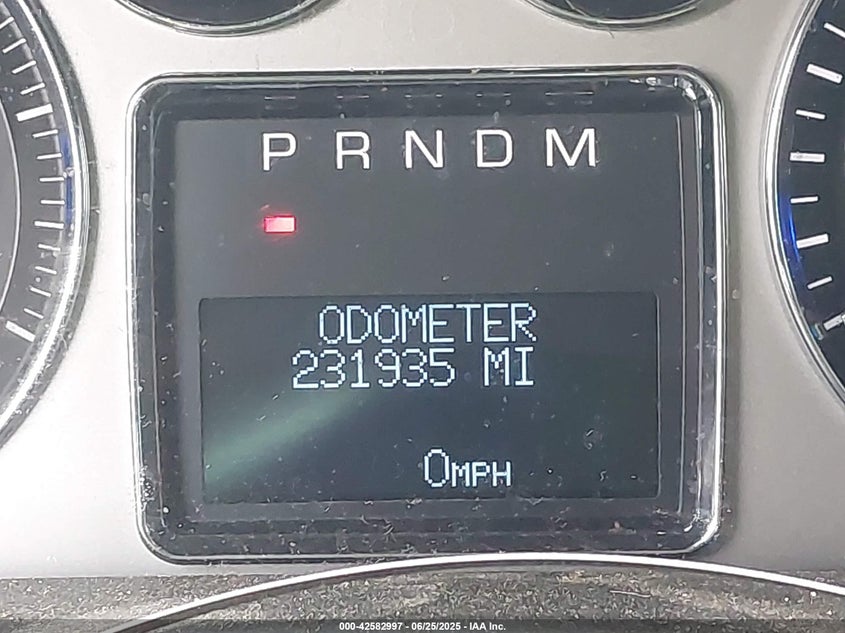 P R N D M
ODOMETER
231935 MI
0MPH
000-42582997 - 06/25/2025 - IAA Inc.